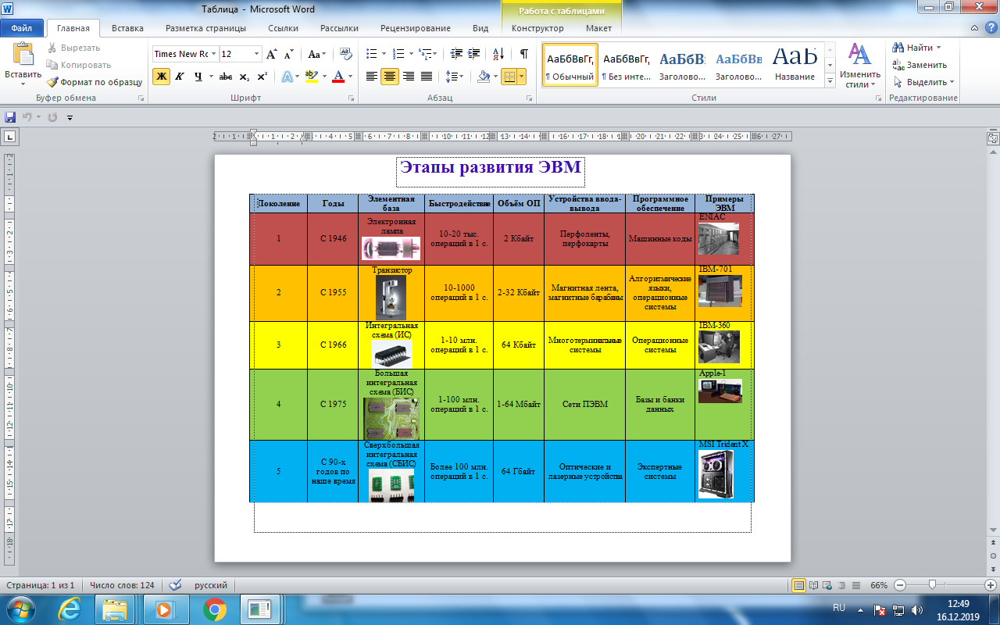 Таблица - Microsoft Word
Работа с таблицами
Файл
Главная
Вставка
Разметка страницы
Ссылки
Рассылки
Рецензирование
Вид
Конструктор
Макет
Вставить
Вырезать
Копировать
Формат по образцу
Буфер обмена
Times New Ro
12
Шрифт
Абзац
АаБбВвГг,
¶ Обычный
АаБбВвГг,
¶ Без инте...
АаБбВ
Заголово...
АаБбВв
Заголово...
АаБ
Название
Стили
Изменить
стили
Найти
Заменить
Выделить
Редактирование
Этапы развития ЭВМ
Поколение
Годы
Элементная
база
Быстродействие
Объём ОП
Устройства ввода-
вывода
Программное
обеспечение
Примеры
ЭВМ
1
С 1946
Электронная
лампа
10-20 тыс.
операций в 1 с.
2 Кбайт
Перфоленты,
перфокарты
Машинные коды
ENIAC
2
С 1955
Транзистор
10-1000
операций в 1 с.
2-32 Кбайт
Магнитная лента,
магнитные барабаны
Алгоритмические
языки,
операционные
системы
IBM-701
3
С 1966
Интегральная
схема (ИС)
1-10 млн.
операций в 1 с.
64 Кбайт
Многотерминальные
системы
Операционные
системы
IBM-360
4
С 1975
Большая
интегральная
схема (БИС)
1-100 млн.
операций в 1 с.
1-64 Мбайт
Сети ПЭВМ
Базы и банки
данных
Apple-1
5
С 90-х
годов по
наше время
Сверхбольшая
интегральная
схема (СБИС)
Более 100 млн.
операций в 1 с.
64 Гбайт
Оптические и
лазерные устройства
Экспертные
системы
MSI Trident X
Страница: 1 из 1
Число слов: 124
русский
66%
RU
12:49
16.12.2019